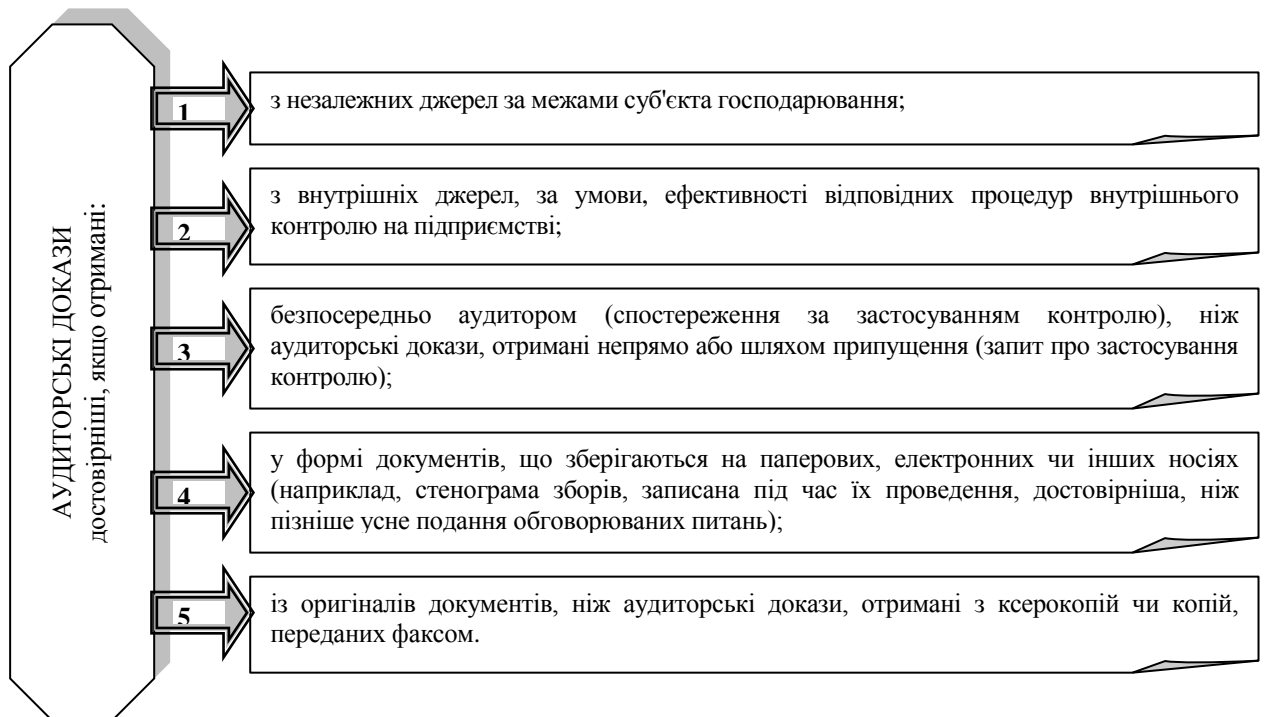 АУДИТОРСЬКІ ДОКАЗИ
достовірніші, якщо отримані:
1
з незалежних джерел за межами суб'єкта господарювання;
2
з внутрішніх джерел, за умови, ефективності відповідних процедур внутрішнього
контролю на підприємстві;
3
безпосередньо аудитором (спостереження за застосуванням контролю), ніж
аудиторські докази, отримані непрямо або шляхом припущення (запит про застосування
контролю);
4
у формі документів, що зберігаються на паперових, електронних чи інших носіях
(наприклад, стенограма зборів, записана під час їх проведення, достовірніша, ніж
пізніше усне подання обговорюваних питань);
5
із оригіналів документів, ніж аудиторські докази, отримані з ксерокопій чи копій,
переданих факсом.